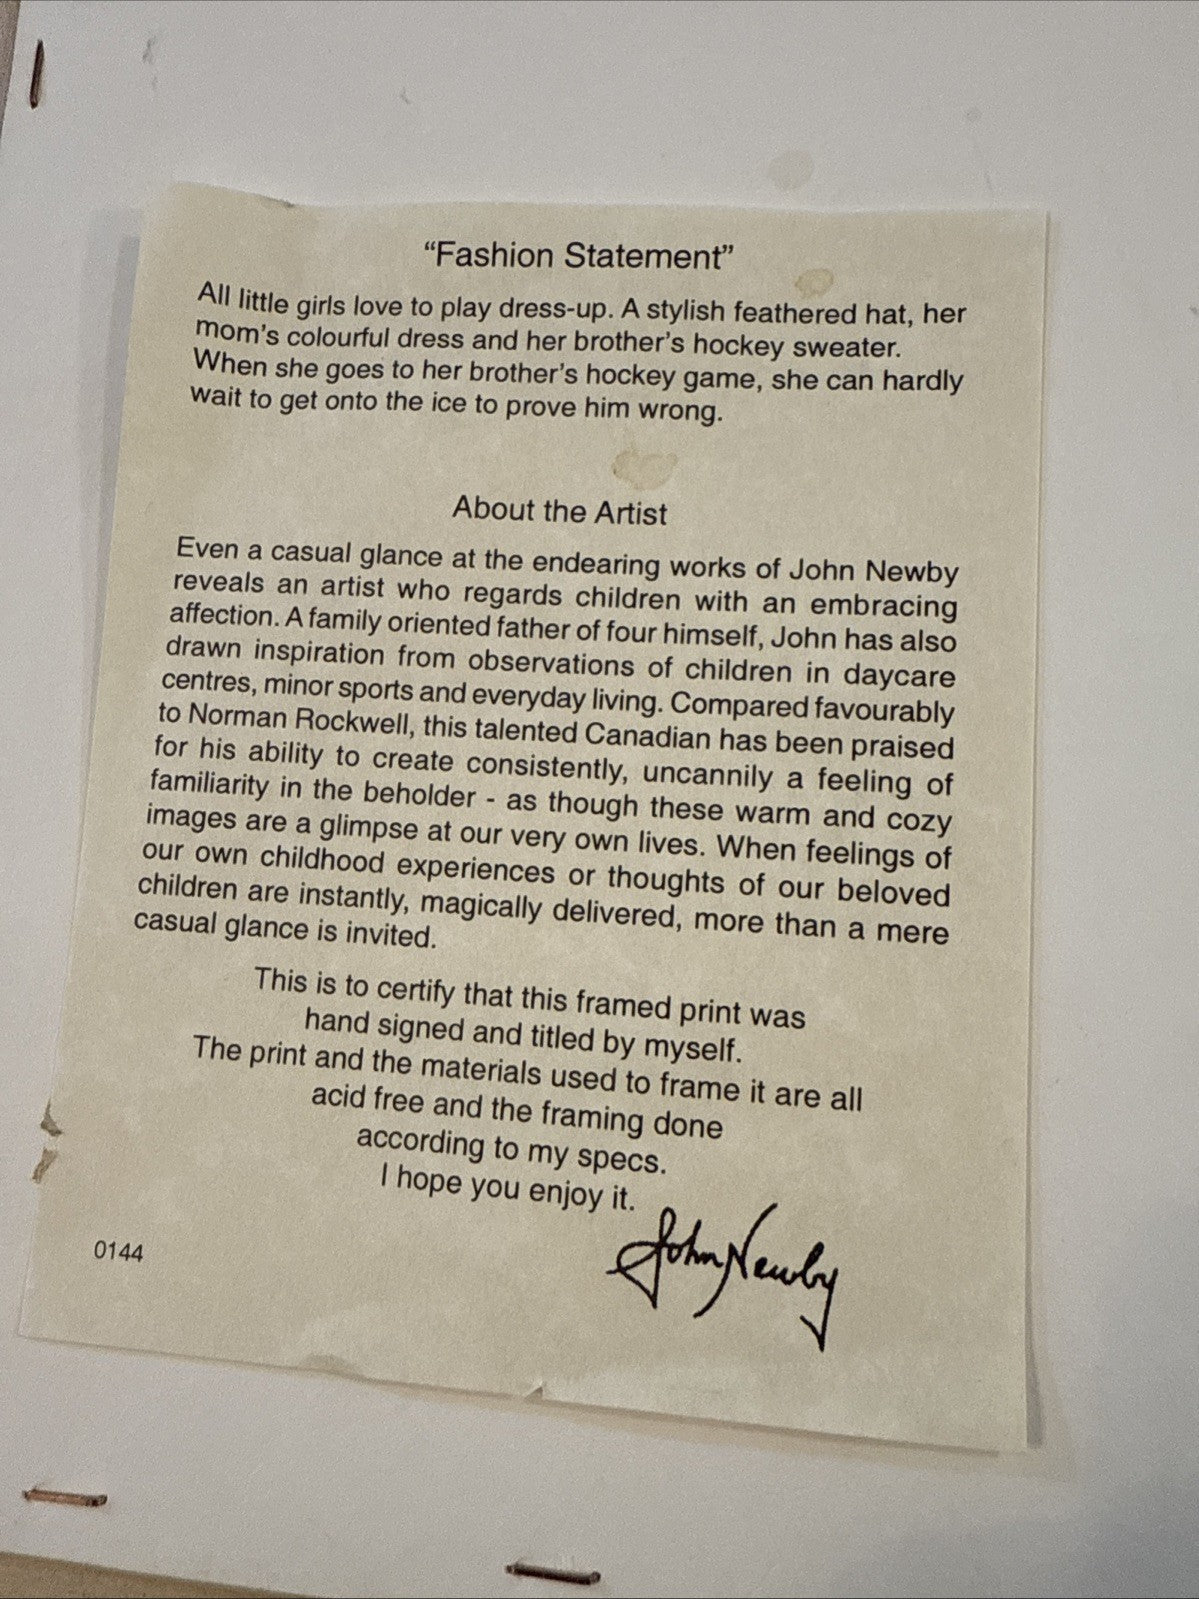 “Fashion Statement”
All little girls love to play dress-up. A stylish feathered hat, her
mom’s colourful dress and her brother’s hockey sweater.
When she goes to her brother’s hockey game, she can hardly
wait to get onto the ice to prove him wrong.
About the Artist
Even a casual glance at the endearing works of John Newby
reveals an artist who regards children with an embracing
affection. A family oriented father of four himself, John has also
drawn inspiration from observations of children in daycare
centres, minor sports and everyday living. Compared favourably
to Norman Rockwell, this talented Canadian has been praised
for his ability to create consistently, uncannily a feeling of
familiarity in the beholder - as though these warm and cozy
images are a glimpse at our very own lives. When feelings of
our own childhood experiences or thoughts of our beloved
children are instantly, magically delivered, more than a mere
casual glance is invited.
This is to certify that this framed print was
hand signed and titled by myself.
The print and the materials used to frame it are all
acid free and the framing done
according to my specs.
I hope you enjoy it.
John Newby
0144